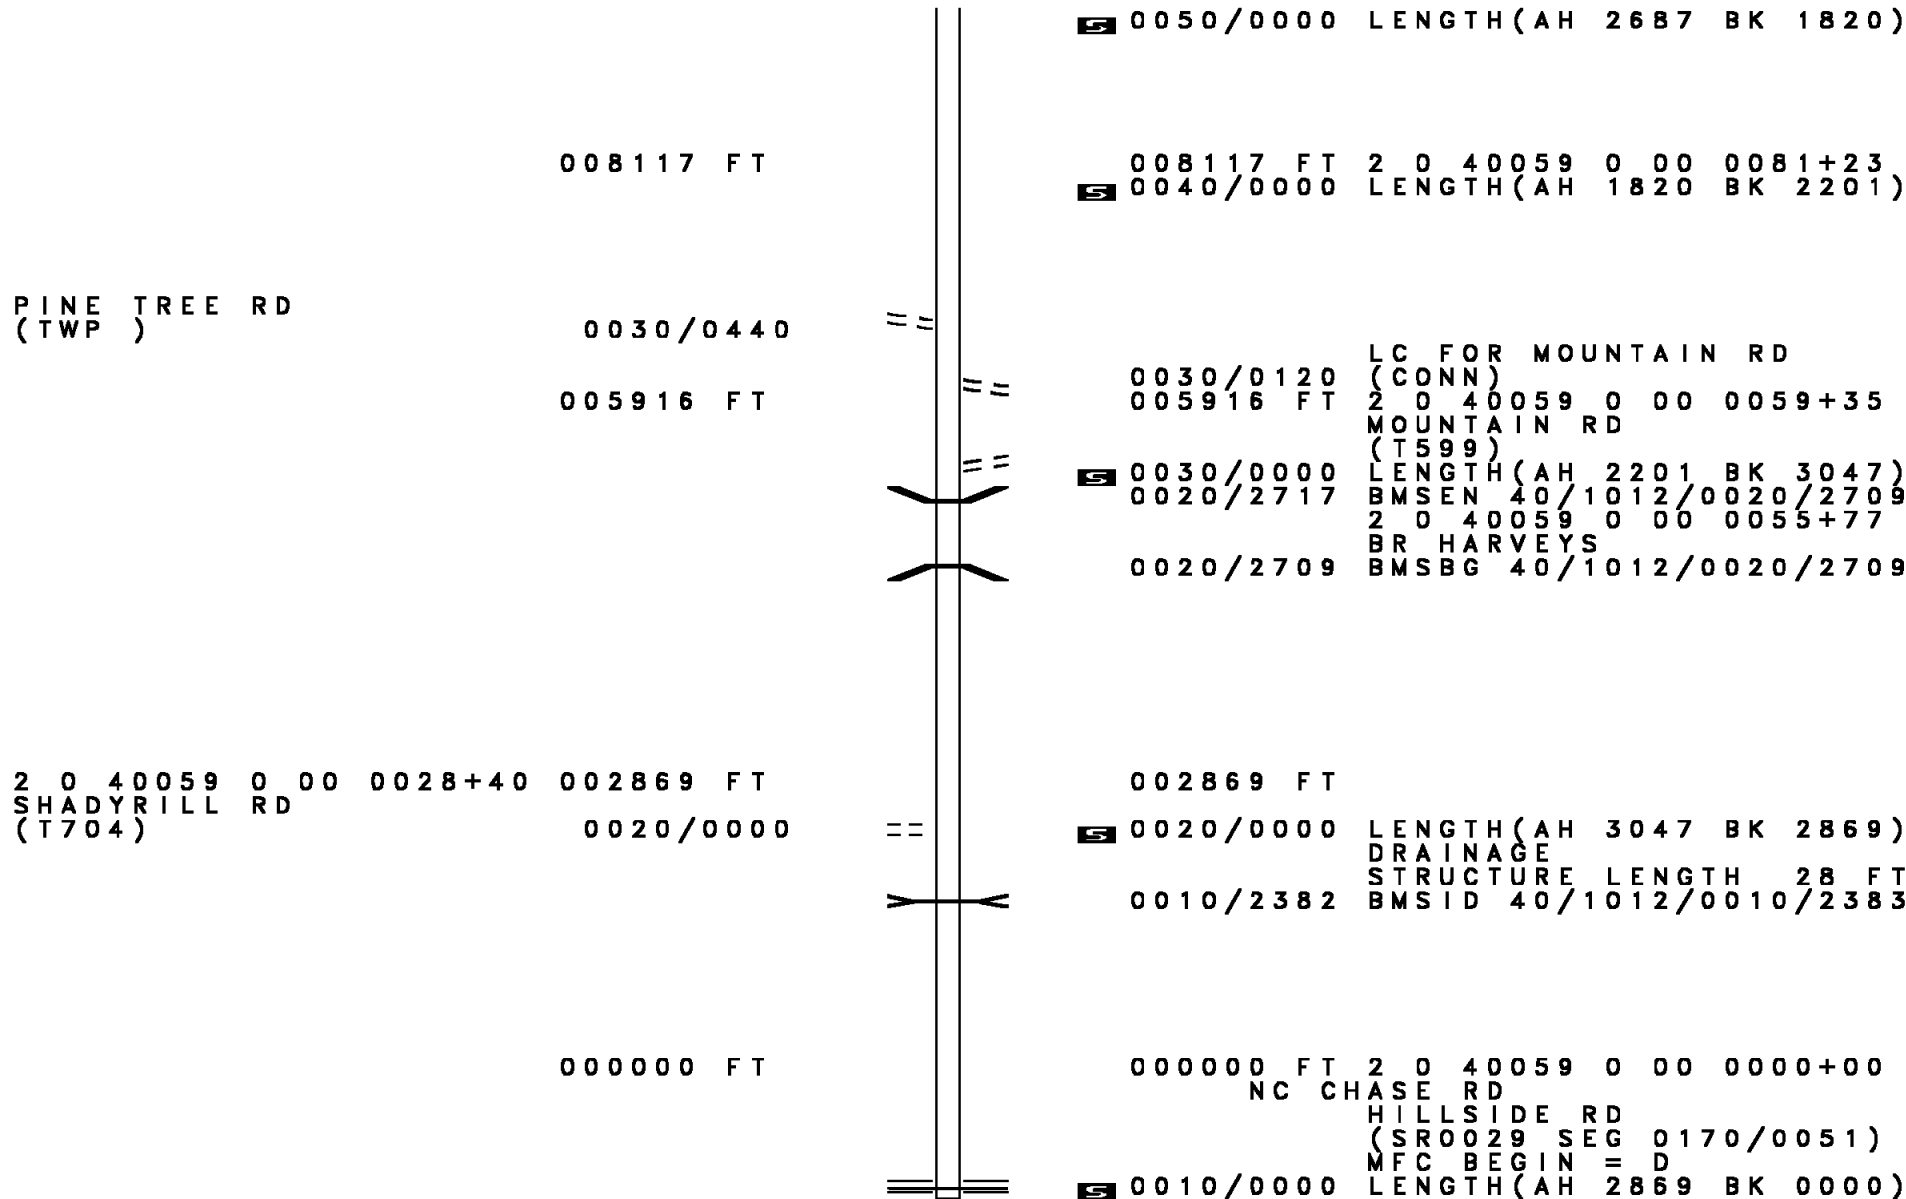 S 0050/0000 LENGTH(AH 2687 BK 1820)
008117 FT 008117 FT 2 0 40059 0 00 0081+23
S 0040/0000 LENGTH(AH 1820 BK 2201)
PINE TREE RD
(TWP ) 0030/0440
LC FOR MOUNTAIN RD
0030/0120 (CONN)
005916 FT 005916 FT 2 0 40059 0 00 0059+35
MOUNTAIN RD
(T599)
S 0030/0000 LENGTH(AH 2201 BK 3047)
0020/2717 BMSEN 40/1012/0020/2709
2 0 40059 0 00 0055+77
BR HARVEYS
0020/2709 BMSBG 40/1012/0020/2709
2 0 40059 0 00 0028+40 002869 FT 002869 FT
SHADYRILL RD
(T704) 0020/0000 S 0020/0000 LENGTH(AH 3047 BK 2869)
DRAINAGE
STRUCTURE LENGTH 28 FT
0010/2382 BMSID 40/1012/0010/2383
000000 FT 000000 FT 2 0 40059 0 00 0000+00
NC CHASE RD
HILLSIDE RD
(SR0029 SEG 0170/0051)
MFC BEGIN = D
S 0010/0000 LENGTH(AH 2869 BK 0000)